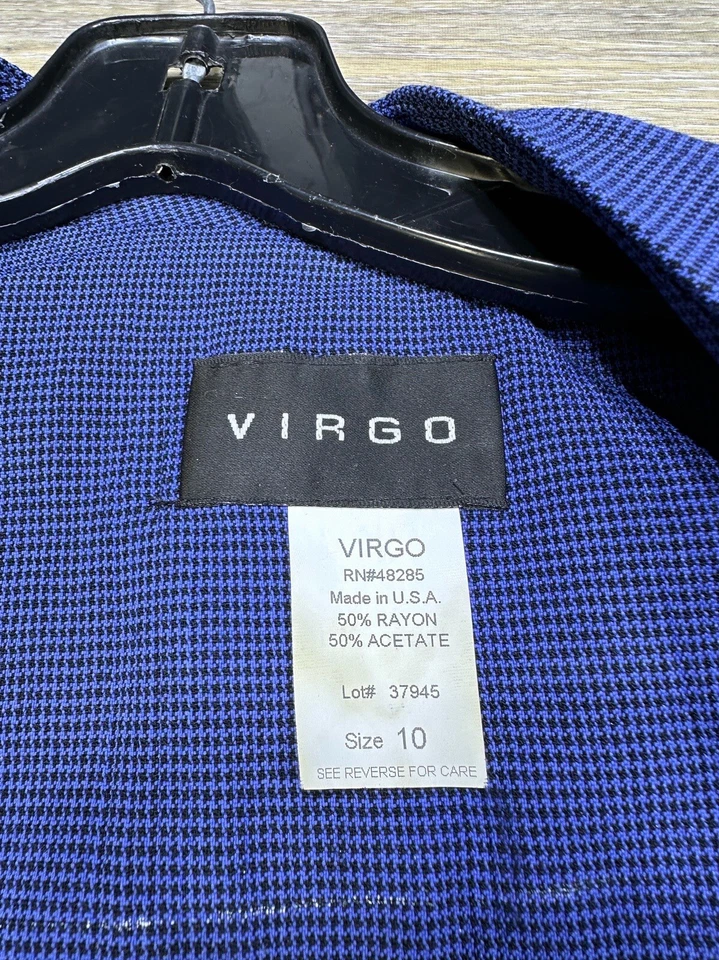 VIRGO
VIRGO
RN#48285
Made in U.S.A.
50% RAYON
50% ACETATE
Lot# 37945
Size 10
SEE REVERSE FOR CARE